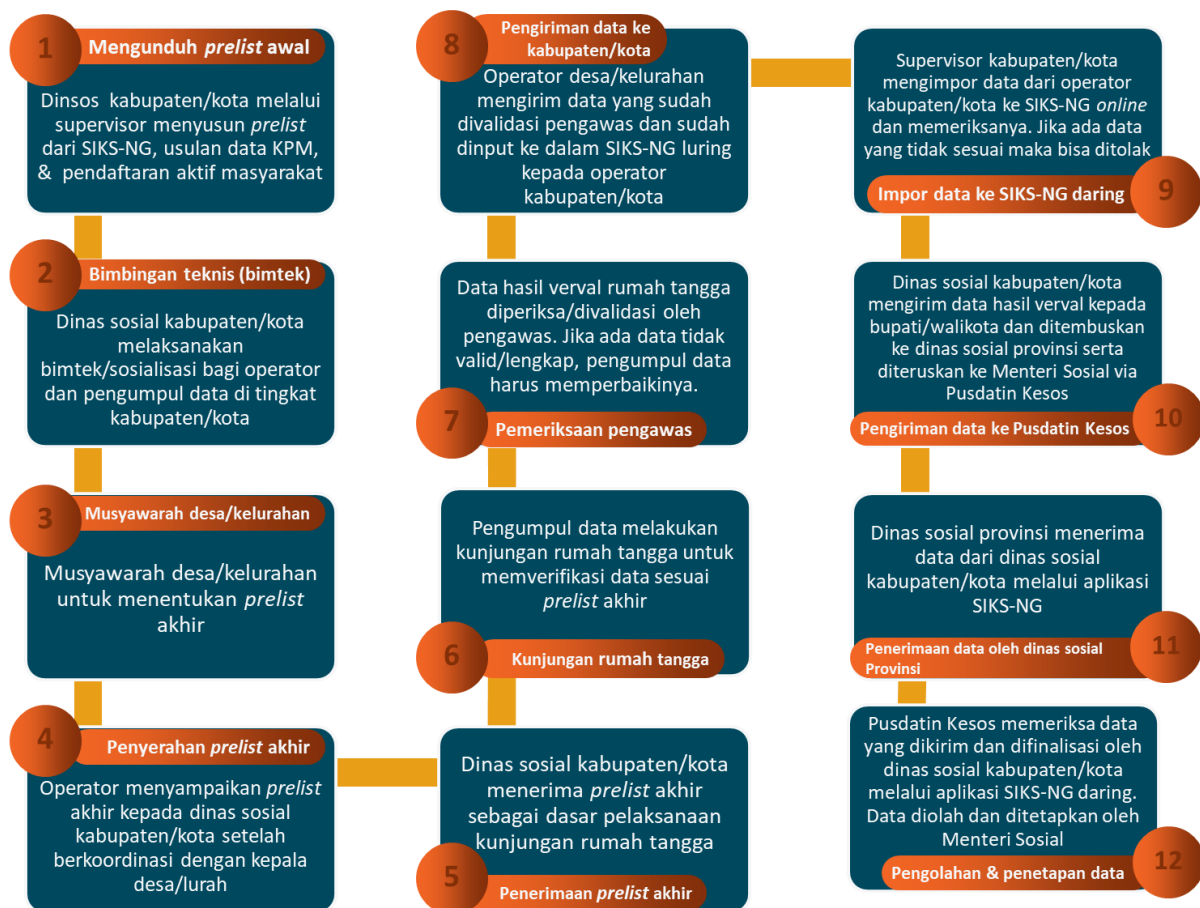 1
Mengunduh prelist awal
Dinsos kabupaten/kota melalui
supervisor menyusun prelist
dari SIKS-NG, usulan data KPM,
& pendaftaran aktif masyarakat
2
Bimbingan teknis (bimtek)
Dinas sosial kabupaten/kota
melaksanakan
bimtek/sosialisasi bagi operator
dan pengumpul data di tingkat
kabupaten/kota
3
Musyawarah desa/kelurahan
Musyawarah desa/kelurahan
untuk menentukan prelist
akhir
4
Penyerahan prelist akhir
Operator menyampaikan prelist
akhir kepada dinas sosial
kabupaten/kota setelah
berkoordinasi dengan kepala
desa/lurah
Dinas sosial kabupaten/kota
menerima prelist akhir
sebagai dasar pelaksanaan
kunjungan rumah tangga
5
Penerimaan prelist akhir
Pengumpul data melakukan
kunjungan rumah tangga untuk
memverifikasi data sesuai
prelist akhir
6
Kunjungan rumah tangga
Data hasil verval rumah tangga
diperiksa/divalidasi oleh
pengawas. Jika ada data tidak
valid/lengkap, pengumpul data
harus memperbaikinya.
7
Pemeriksaan pengawas
8
Pengiriman data ke
kabupaten/kota
Operator desa/kelurahan
mengirim data yang sudah
divalidasi pengawas dan sudah
dinput ke dalam SIKS-NG luring
kepada operator
kabupaten/kota
Supervisor kabupaten/kota
mengimpor data dari operator
kabupaten/kota ke SIKS-NG online
dan memeriksanya. Jika ada data
yang tidak sesuai maka bisa ditolak
Impor data ke SIKS-NG daring
9
Dinas sosial kabupaten/kota
mengirim data hasil verval kepada
bupati/walikota dan ditembuskan
ke dinas sosial provinsi serta
diteruskan ke Menteri Sosial via
Pusdatin Kesos
Pengiriman data ke Pusdatin Kesos
10
Dinas sosial provinsi menerima
data dari dinas sosial
kabupaten/kota melalui aplikasi
SIKS-NG
Penerimaan data oleh dinas sosial
Provinsi
11
Pusdatin Kesos memeriksa data
yang dikirim dan difinalisasi oleh
dinas sosial kabupaten/kota
melalui aplikasi SIKS-NG daring.
Data diolah dan ditetapkan oleh
Menteri Sosial
Pengolahan & penetapan data
12